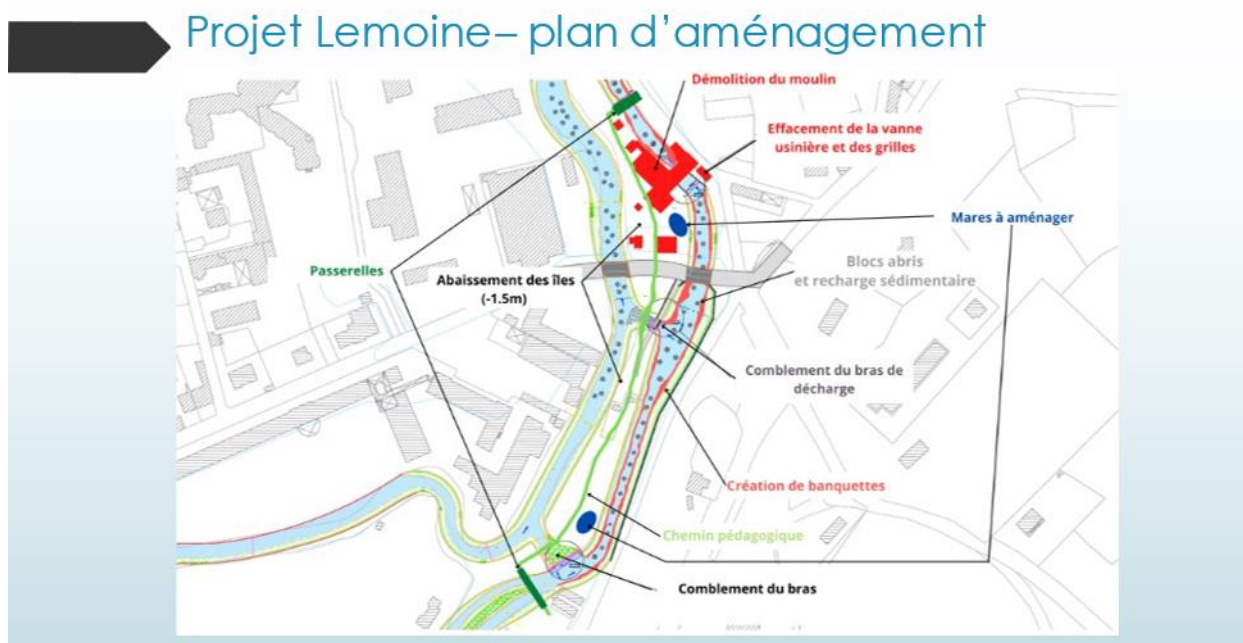 Projet Lemoine– plan d’aménagement
Démolition du moulin
Effacement de la vanne
usinière et des grilles
Mares à aménager
Blocs abris
et recharge sédimentaire
Passerelles
Abaissement des îles
(-1.5m)
Comblement du bras de
décharge
Création de banquettes
Chemin pédagogique
Comblement du bras